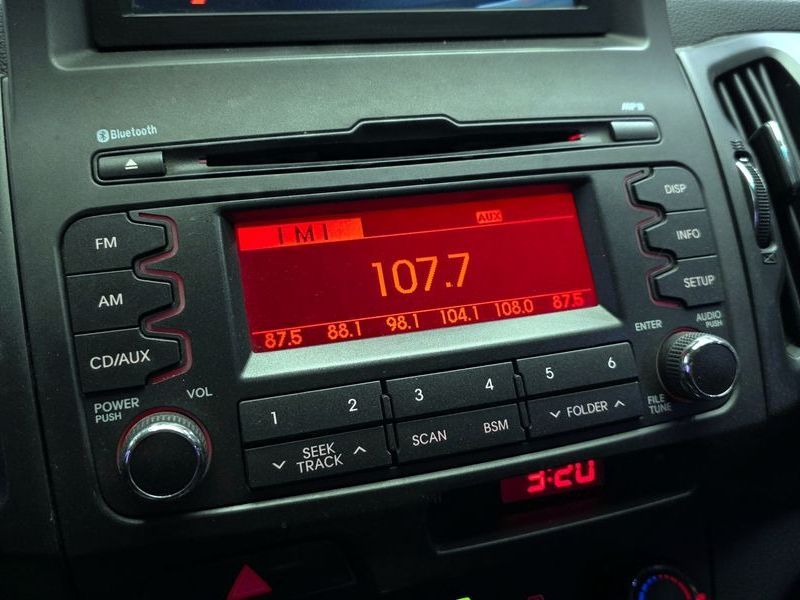 Bluetooth
MP3
FM
AM
CD/AUX
AUX
107.7
87.5 88.1 98.1 104.1 108.0 87.5
DISP
INFO
SETUP
POWER
PUSH
VOL
ENTER
AUDIO
PUSH
1 2 3 4 5 6
SEEK
TRACK
SCAN
BSM
FOLDER
FILE
TUNE
3:20